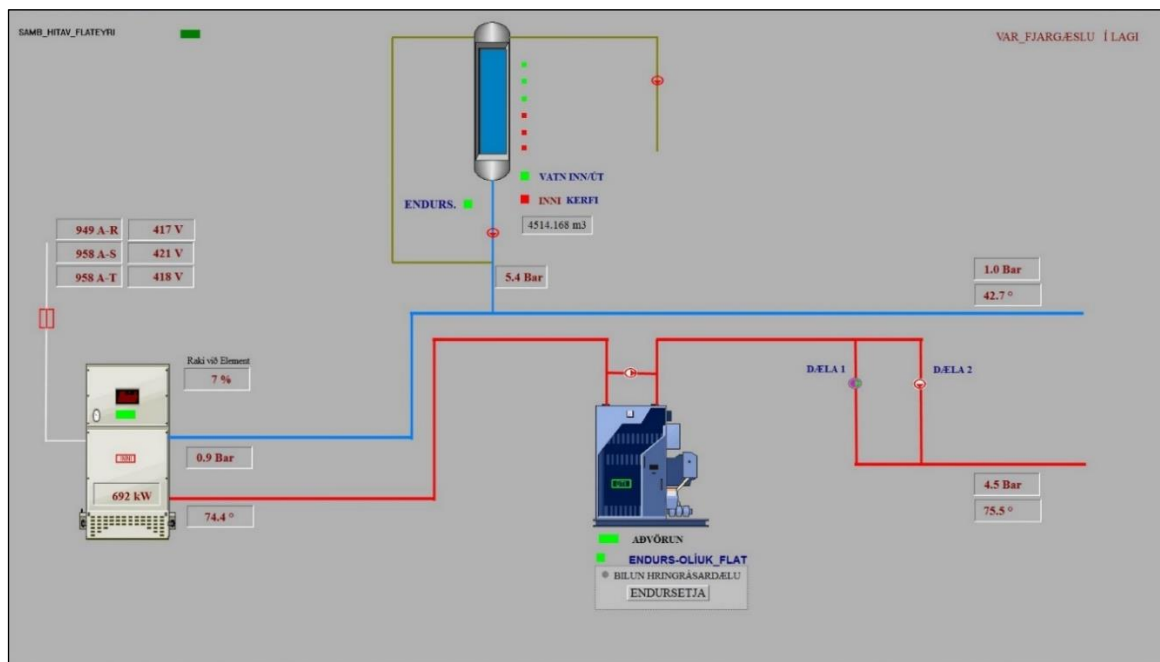 SAMB_HITAV_FLATEYRI
VAR_FJARGÆSLU Í LAGI
VATN INN/ÚT
ENDURS.
INNI KERFI
4514.168 m3
949 A-R 417 V
958 A-S 421 V
958 A-T 418 V
5.4 Bar
1.0 Bar
42.7 °
Raki við Element
7 %
DÆLA 1
DÆLA 2
0.9 Bar
692 kW
74.4 °
4.5 Bar
75.5 °
AÐVÖRUN
ENDURS-OLÍUK_FLAT
BILUN HRINGRÁSARDÆLU
ENDURSETJA